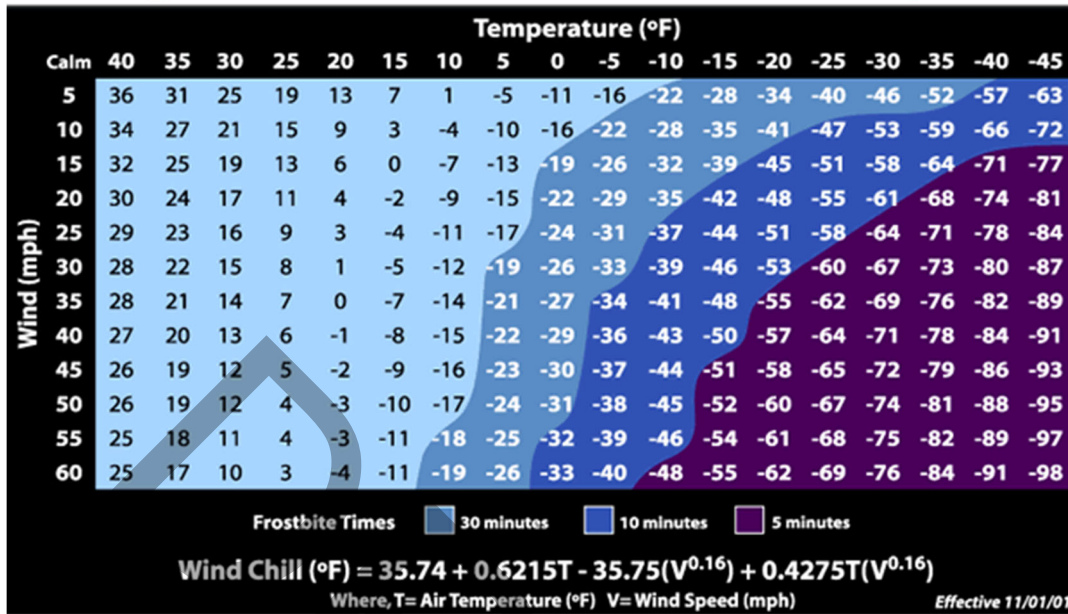 Temperature (ºF)
Calm 40 35 30 25 20 15 10 5 0 -5 -10 -15 -20 -25 -30 -35 -40 -45
Wind (mph)
5 36 31 25 19 13 7 1 -5 -11 -16 -22 -28 -34 -40 -46 -52 -57 -63
10 34 27 21 15 9 3 -4 -10 -16 -22 -28 -35 -41 -47 -53 -59 -66 -72
15 32 25 19 13 6 0 -7 -13 -19 -26 -32 -39 -45 -51 -58 -64 -71 -77
20 30 24 17 11 4 -2 -9 -15 -22 -29 -35 -42 -48 -55 -61 -68 -74 -81
25 29 23 16 9 3 -4 -11 -17 -24 -31 -37 -44 -51 -58 -64 -71 -78 -84
30 28 22 15 8 1 -5 -12 -19 -26 -33 -39 -46 -53 -60 -67 -73 -80 -87
35 28 21 14 7 0 -7 -14 -21 -27 -34 -41 -48 -55 -62 -69 -76 -82 -89
40 27 20 13 6 -1 -8 -15 -22 -29 -36 -43 -50 -57 -64 -71 -78 -84 -91
45 26 19 12 5 -2 -9 -16 -23 -30 -37 -44 -51 -58 -65 -72 -79 -86 -93
50 26 19 12 4 -3 -10 -17 -24 -31 -38 -45 -52 -60 -67 -74 -81 -88 -95
55 25 18 11 4 -3 -11 -18 -25 -32 -39 -46 -54 -61 -68 -75 -82 -89 -97
60 25 17 10 3 -4 -11 -19 -26 -33 -40 -48 -55 -62 -69 -76 -84 -91 -98
Frostbite Times 30 minutes 10 minutes 5 minutes
Wind Chill (ºF) = 35.74 + 0.6215T - 35.75(V⁰·¹⁶) + 0.4275T(V⁰·¹⁶)
Where, T= Air Temperature (ºF) V= Wind Speed (mph) Effective 11/01/01